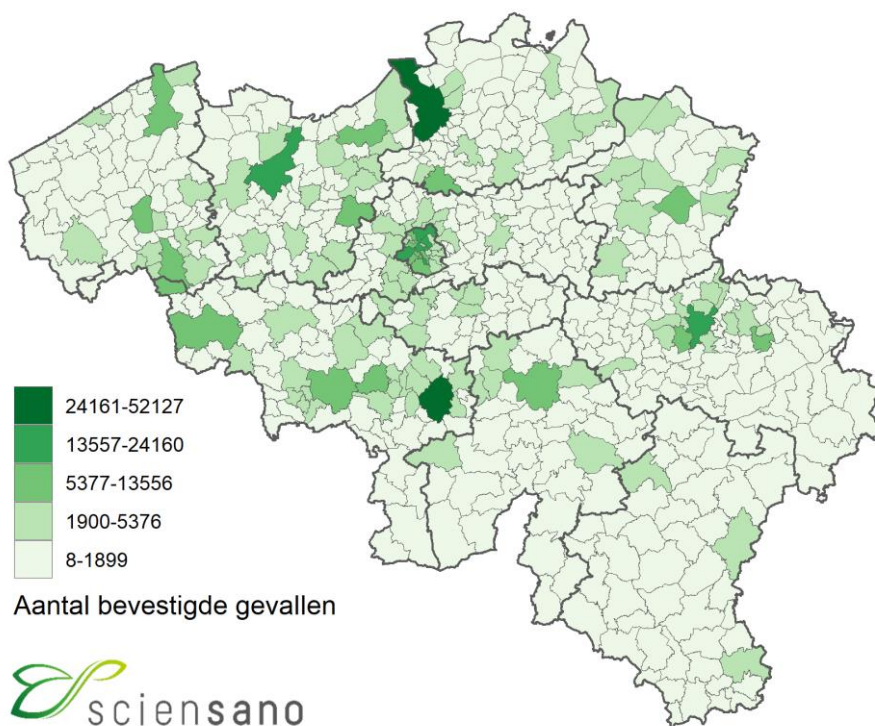 24161-52127
13557-24160
5377-13556
1900-5376
8-1899
Aantal bevestigde gevallen
sciensano